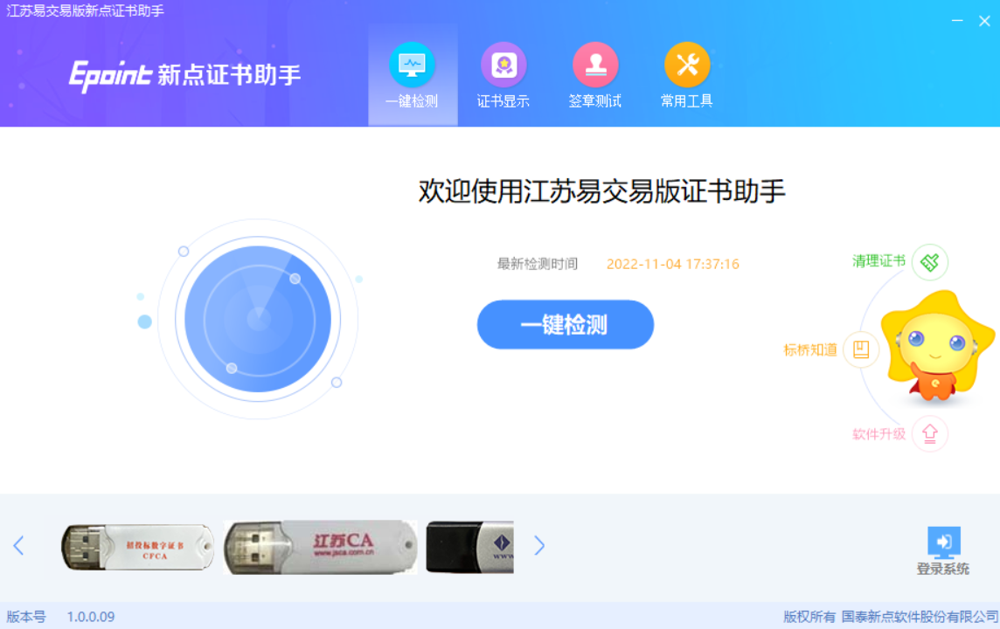 江苏易交易版新点证书助手
Epoint 新点证书助手
一键检测
证书显示
签章测试
常用工具
欢迎使用江苏易交易版证书助手
最新检测时间 2022-11-04 17:37:16
一键检测
清理证书
标桥知道
软件升级
招投标数字证书
CFCA
江苏CA
www.jsca.com.cn
www
登录系统
版本号 1.0.0.09
版权所有 国泰新点软件股份有限公司